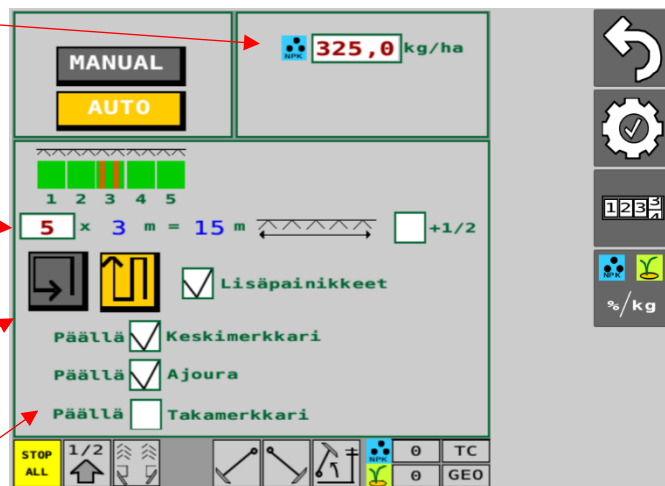 MANUAL
AUTO
NPK 325,0 kg/ha
1 2 3 4 5
5 x 3 m = 15 m +1/2
Lisäpainikkeet
Päällä Keskimerkkari
Päällä Ajoura
Päällä Takamerkkari
1234
NPK
%/kg
STOP ALL
1/2
NPK 0 TC
0 GEO